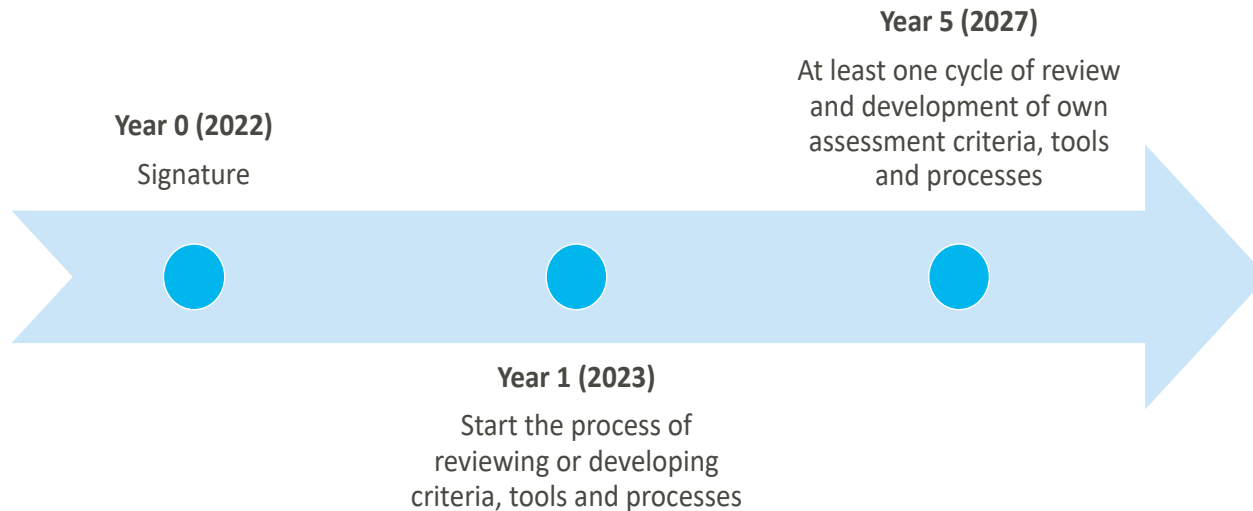 Year 0 (2022)
Signature
Year 1 (2023)
Start the process of
reviewing or developing
criteria, tools and processes
Year 5 (2027)
At least one cycle of review
and development of own
assessment criteria, tools
and processes